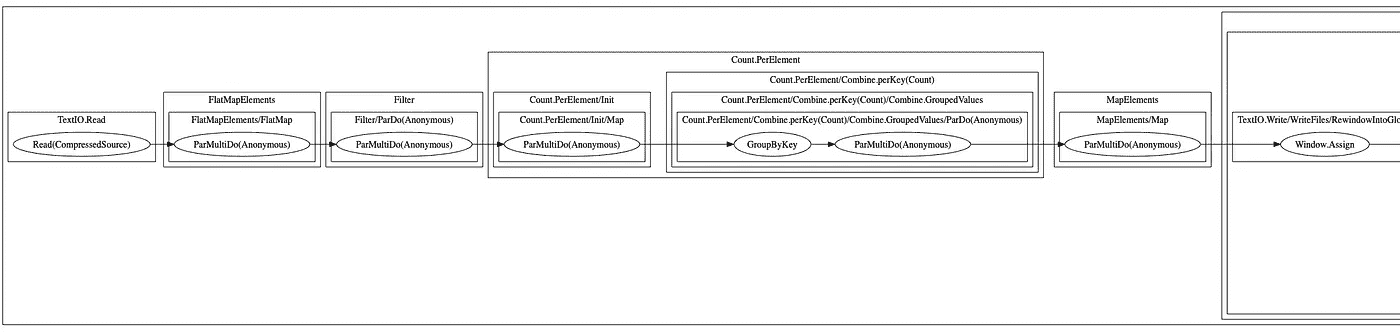 Count.PerElement
Count.PerElement/Combine.perKey(Count)
FlatMapElements
Filter
Count.PerElement/Init
Count.PerElement/Combine.perKey(Count)/Combine.GroupedValues
MapElements
TextIO.Read
FlatMapElements/FlatMap
Filter/ParDo(Anonymous)
Count.PerElement/Init/Map
Count.PerElement/Combine.perKey(Count)/Combine.GroupedValues/ParDo(Anonymous)
MapElements/Map
TextIO.Write/WriteFiles/RewindowIntoGlo
Read(CompressedSource)
ParMultiDo(Anonymous)
ParMultiDo(Anonymous)
ParMultiDo(Anonymous)
GroupByKey
ParMultiDo(Anonymous)
ParMultiDo(Anonymous)
Window.Assign